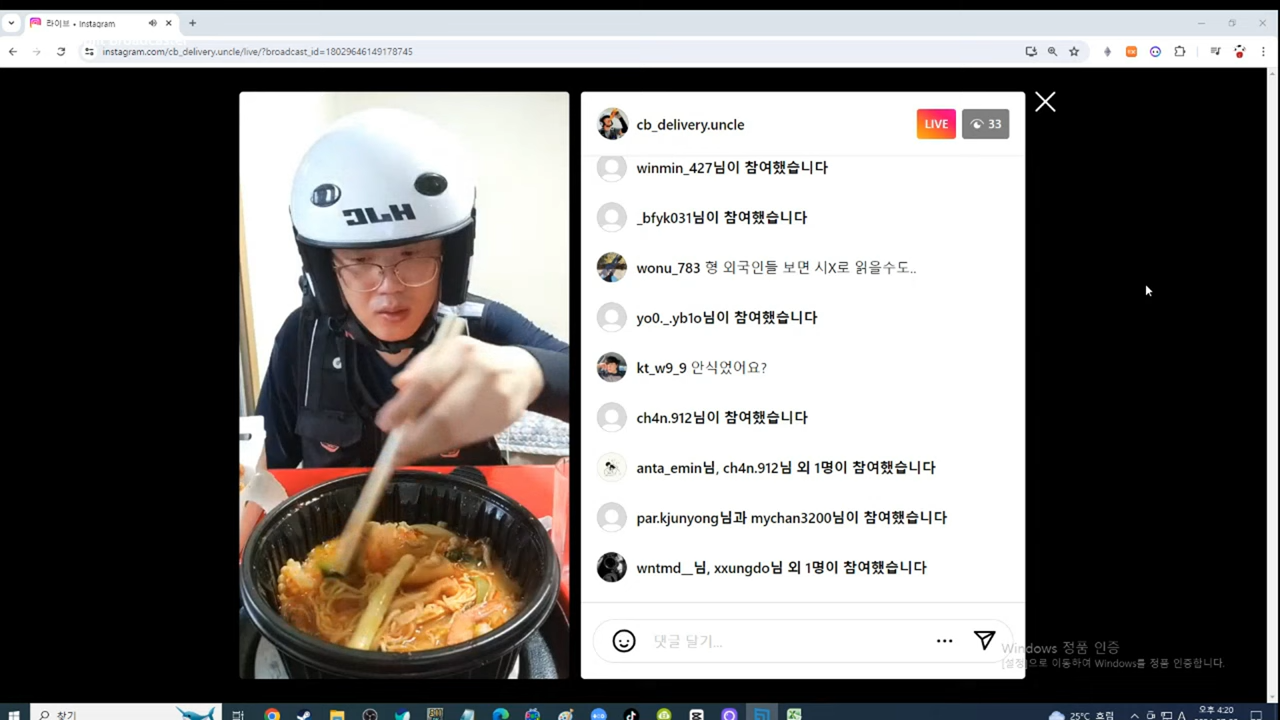 라이브 • Instagram
instagram.com/cb_delivery.uncle/live/?broadcast_id=18029646149178745
HJC
cb_delivery.uncle
LIVE
33
winmin_427님이 참여했습니다
_bfyk031님이 참여했습니다
wonu_783 형 외국인들 보면 시X로 읽을수도..
yo0._.yb1o님이 참여했습니다
kt_w9_9 안식었어요?
ch4n.912님이 참여했습니다
anta_emin님, ch4n.912님 외 1명이 참여했습니다
par.kjunyong님과 mychan3200님이 참여했습니다
wntmd__님, xxungdo님 외 1명이 참여했습니다
댓글 달기...
Windows 정품 인증
[설정]으로 이동하여 Windows를 정품 인증합니다.
찾기
25°C 흐림
오후 4:20